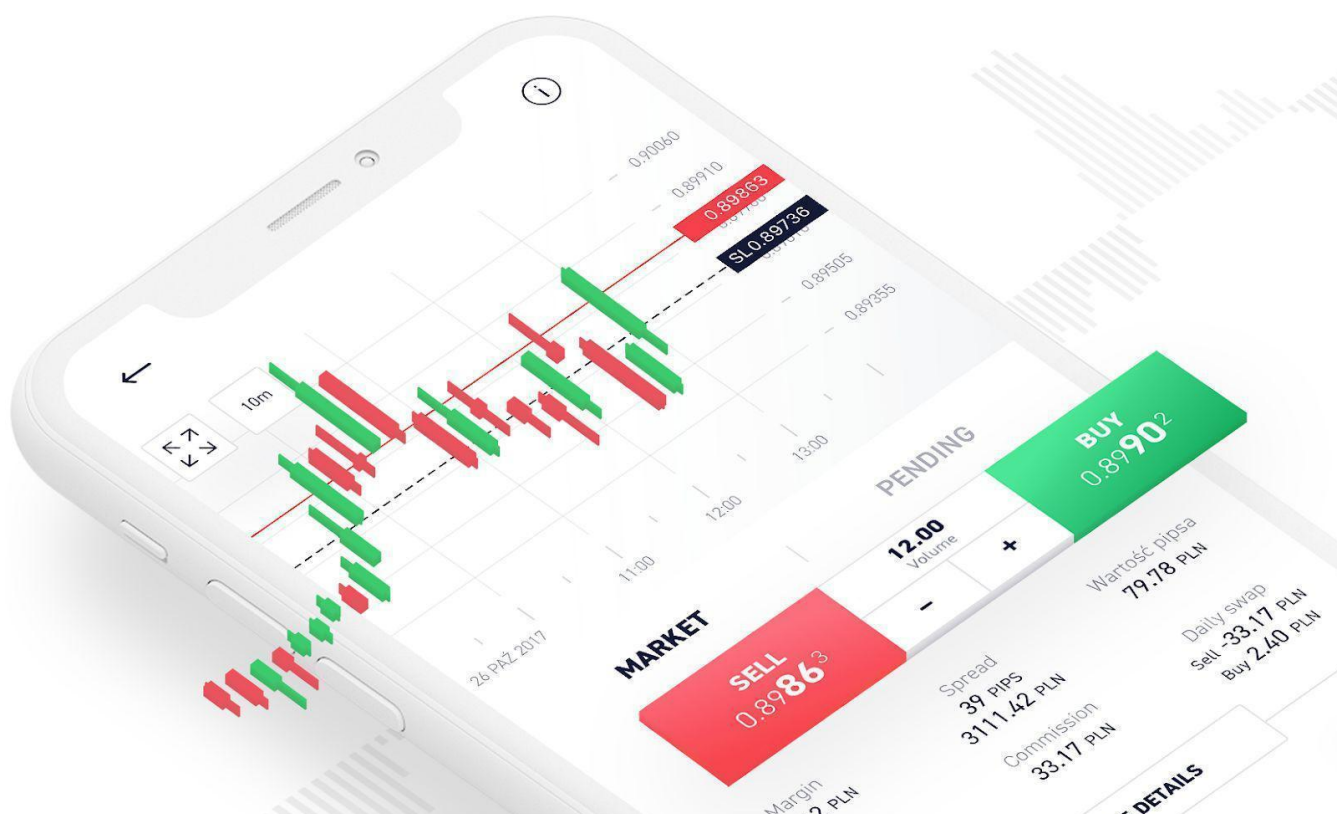 0.90060
0.89910
0.89863
SL 0.89736
0.89505
0.89355
10m
13:00
12:00
11:00
26 PAŹ 2017
MARKET
PENDING
SELL
0.89863
12.00
Volume
-
+
BUY
0.89902
Wartość pipsa
79.78 PLN
Spread
39 PIPS
3111.42 PLN
Daily swap
Sell -33.17 PLN
Buy 2.40 PLN
Commission
33.17 PLN
Margin
PLN
DETAILS